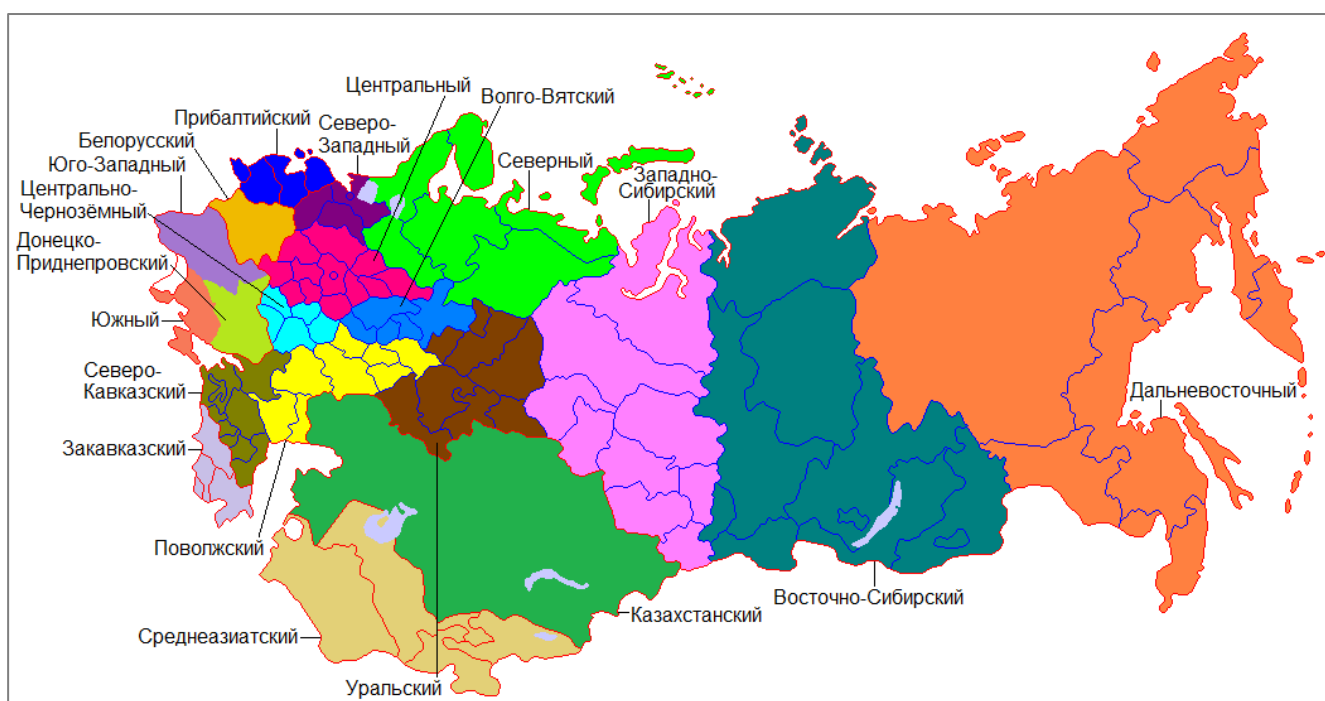 Центральный
Волго-Вятский
Прибалтийский
Северо-
Западный
Белорусский
Юго-Западный
Северный
Западно-
Сибирский
Центрально-
Чернозёмный
Донецко-
Приднепровский
Южный
Северо-
Кавказский
Дальневосточный
Закавказский
Поволжский
Восточно-Сибирский
Казахстанский
Среднеазиатский
Уральский